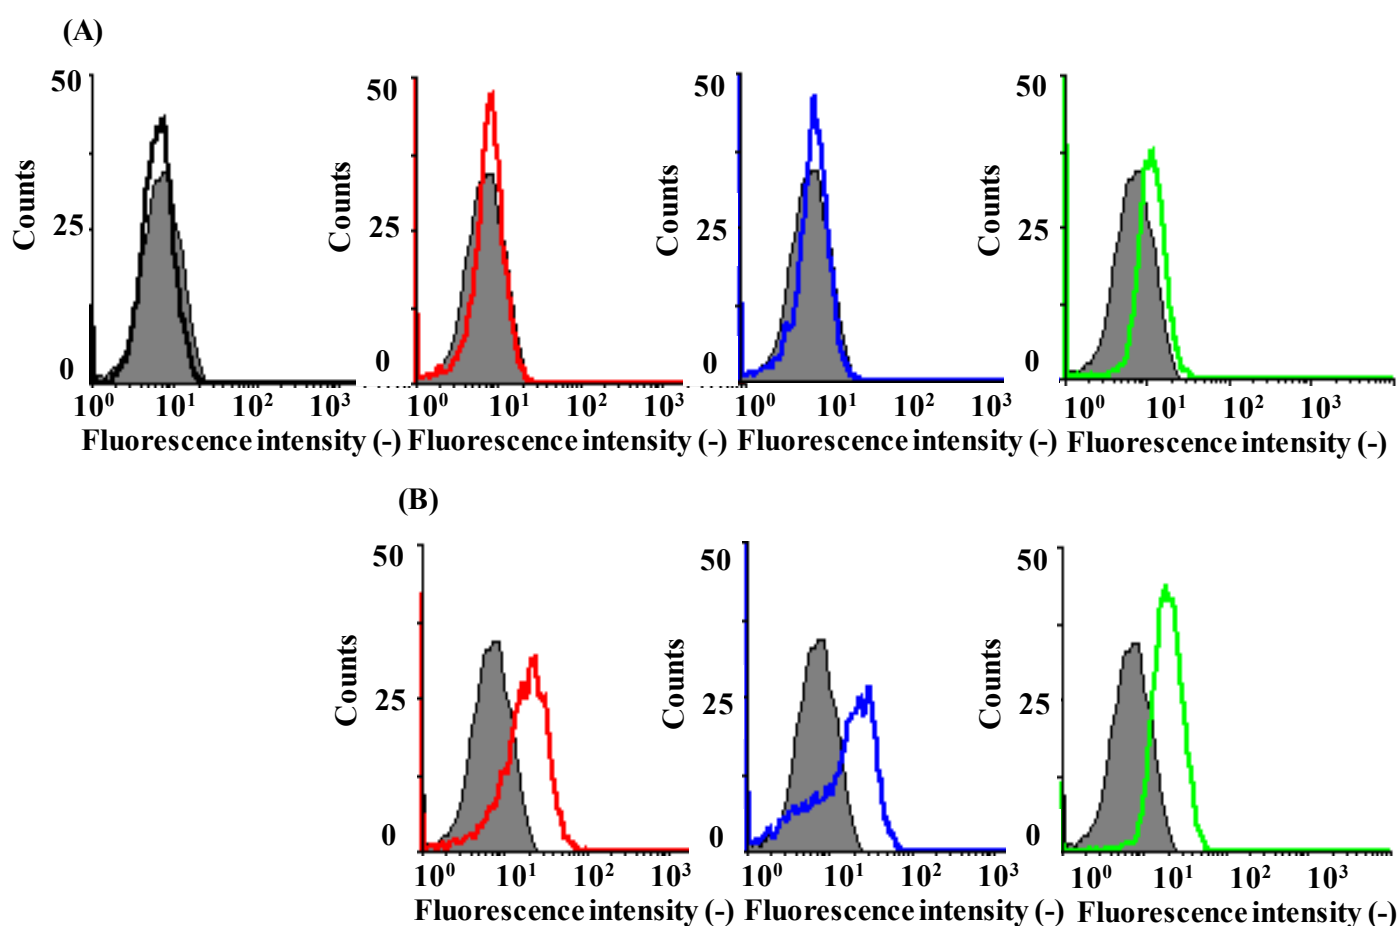 (A)
50 50 50 50
Counts Counts Counts Counts
25 25 25 25
0 0 0 0
10⁰ 10¹ 10² 10³ 10⁰ 10¹ 10² 10³ 10⁰ 10¹ 10² 10³ 10⁰ 10¹ 10² 10³
Fluorescence intensity (-) Fluorescence intensity (-) Fluorescence intensity (-) Fluorescence intensity (-)
(B)
50 50 50
Counts Counts Counts
25 25 25
0 0 0
10⁰ 10¹ 10² 10³ 10⁰ 10¹ 10² 10³ 10⁰ 10¹ 10² 10³
Fluorescence intensity (-) Fluorescence intensity (-) Fluorescence intensity (-)